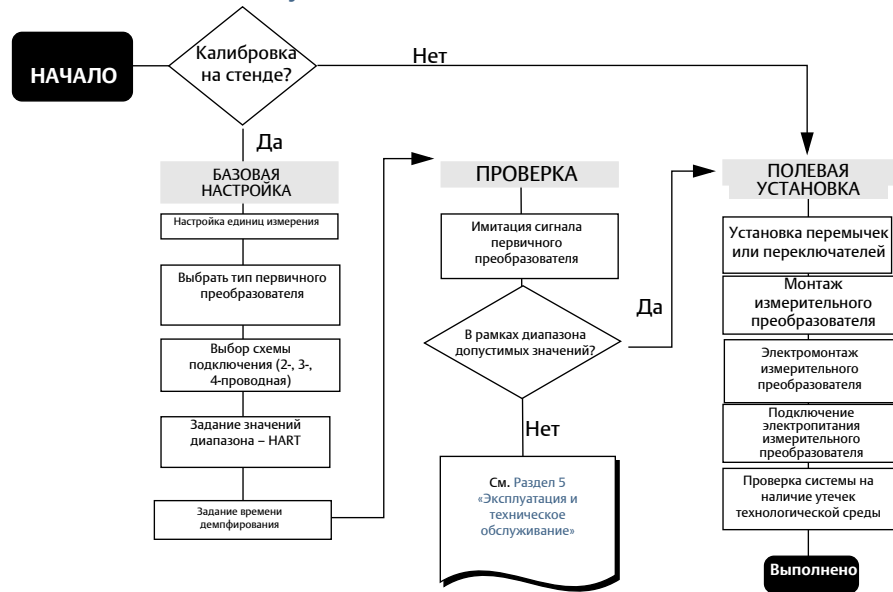 НАЧАЛО
Калибровка
на стенде?
Нет
Да
БАЗОВАЯ
НАСТРОЙКА
Настройка единиц измерения
Выбрать тип первичного
преобразователя
Выбор схемы
подключения (2-, 3-,
4-проводная)
Задание значений
диапазона – HART
Задание времени
демпфирования
ПРОВЕРКА
Имитация сигнала
первичного
преобразователя
В рамках диапазона
допустимых значений?
Да
Нет
См. Раздел 5
«Эксплуатация и
техническое
обслуживание»
ПОЛЕВАЯ
УСТАНОВКА
Установка перемычек
или переключателей
Монтаж
измерительного
преобразователя
Электромонтаж
измерительного
преобразователя
Подключение
электропитания
измерительного
преобразователя
Проверка системы на
наличие утечек
технологической среды
Выполнено